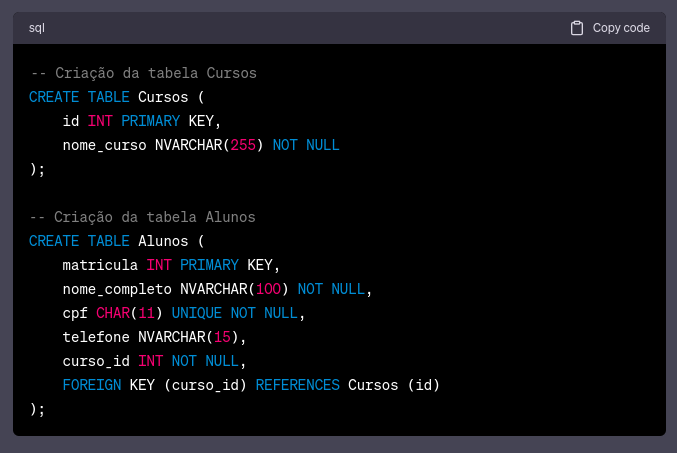 sql
Copy code
-- Criação da tabela Cursos
CREATE TABLE Cursos (
    id INT PRIMARY KEY,
    nome_curso NVARCHAR(255) NOT NULL
);
-- Criação da tabela Alunos
CREATE TABLE Alunos (
    matricula INT PRIMARY KEY,
    nome_completo NVARCHAR(100) NOT NULL,
    cpf CHAR(11) UNIQUE NOT NULL,
    telefone NVARCHAR(15),
    curso_id INT NOT NULL,
    FOREIGN KEY (curso_id) REFERENCES Cursos (id)
);